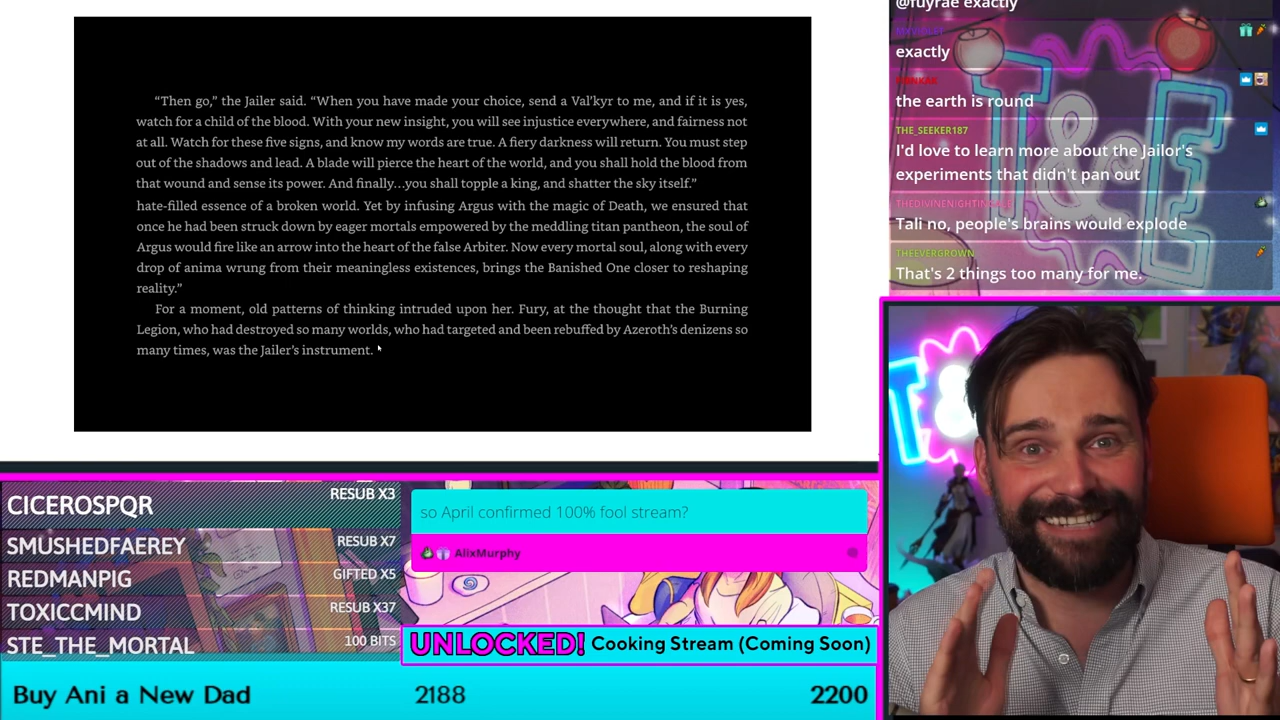 “Then go,” the Jailer said. “When you have made your choice, send a Val’kyr to me, and if it is yes,
watch for a child of the blood. With your new insight, you will see injustice everywhere, and fairness not
at all. Watch for these five signs, and know my words are true. A fiery darkness will return. You must step
out of the shadows and lead. A blade will pierce the heart of the world, and you shall hold the blood from
that wound and sense its power. And finally…you shall topple a king, and shatter the sky itself.”
hate-filled essence of a broken world. Yet by infusing Argus with the magic of Death, we ensured that
once he had been struck down by eager mortals empowered by the meddling titan pantheon, the soul of
Argus would fire like an arrow into the heart of the false Arbiter. Now every mortal soul, along with every
drop of anima wrung from their meaningless existences, brings the Banished One closer to reshaping
reality.”
For a moment, old patterns of thinking intruded upon her. Fury, at the thought that the Burning
Legion, who had destroyed so many worlds, who had targeted and been rebuffed by Azeroth’s denizens so
many times, was the Jailer’s instrument.
@fuyrae exactly
exactly
the earth is round
THE_SEEKER187
I'd love to learn more about the Jailor's
experiments that didn't pan out
Tali no, people's brains would explode
THEEVERGROWN
That's 2 things too many for me.
T&E
CICEROSPQR RESUB X3
SMUSHEDFAEREY RESUB X7
REDMANPIG GIFTED X5
TOXICCMIND RESUB X37
STE_THE_MORTAL 100 BITS
so April confirmed 100% fool stream?
AlixMurphy
UNLOCKED! Cooking Stream (Coming Soon)
Buy Ani a New Dad 2188 2200